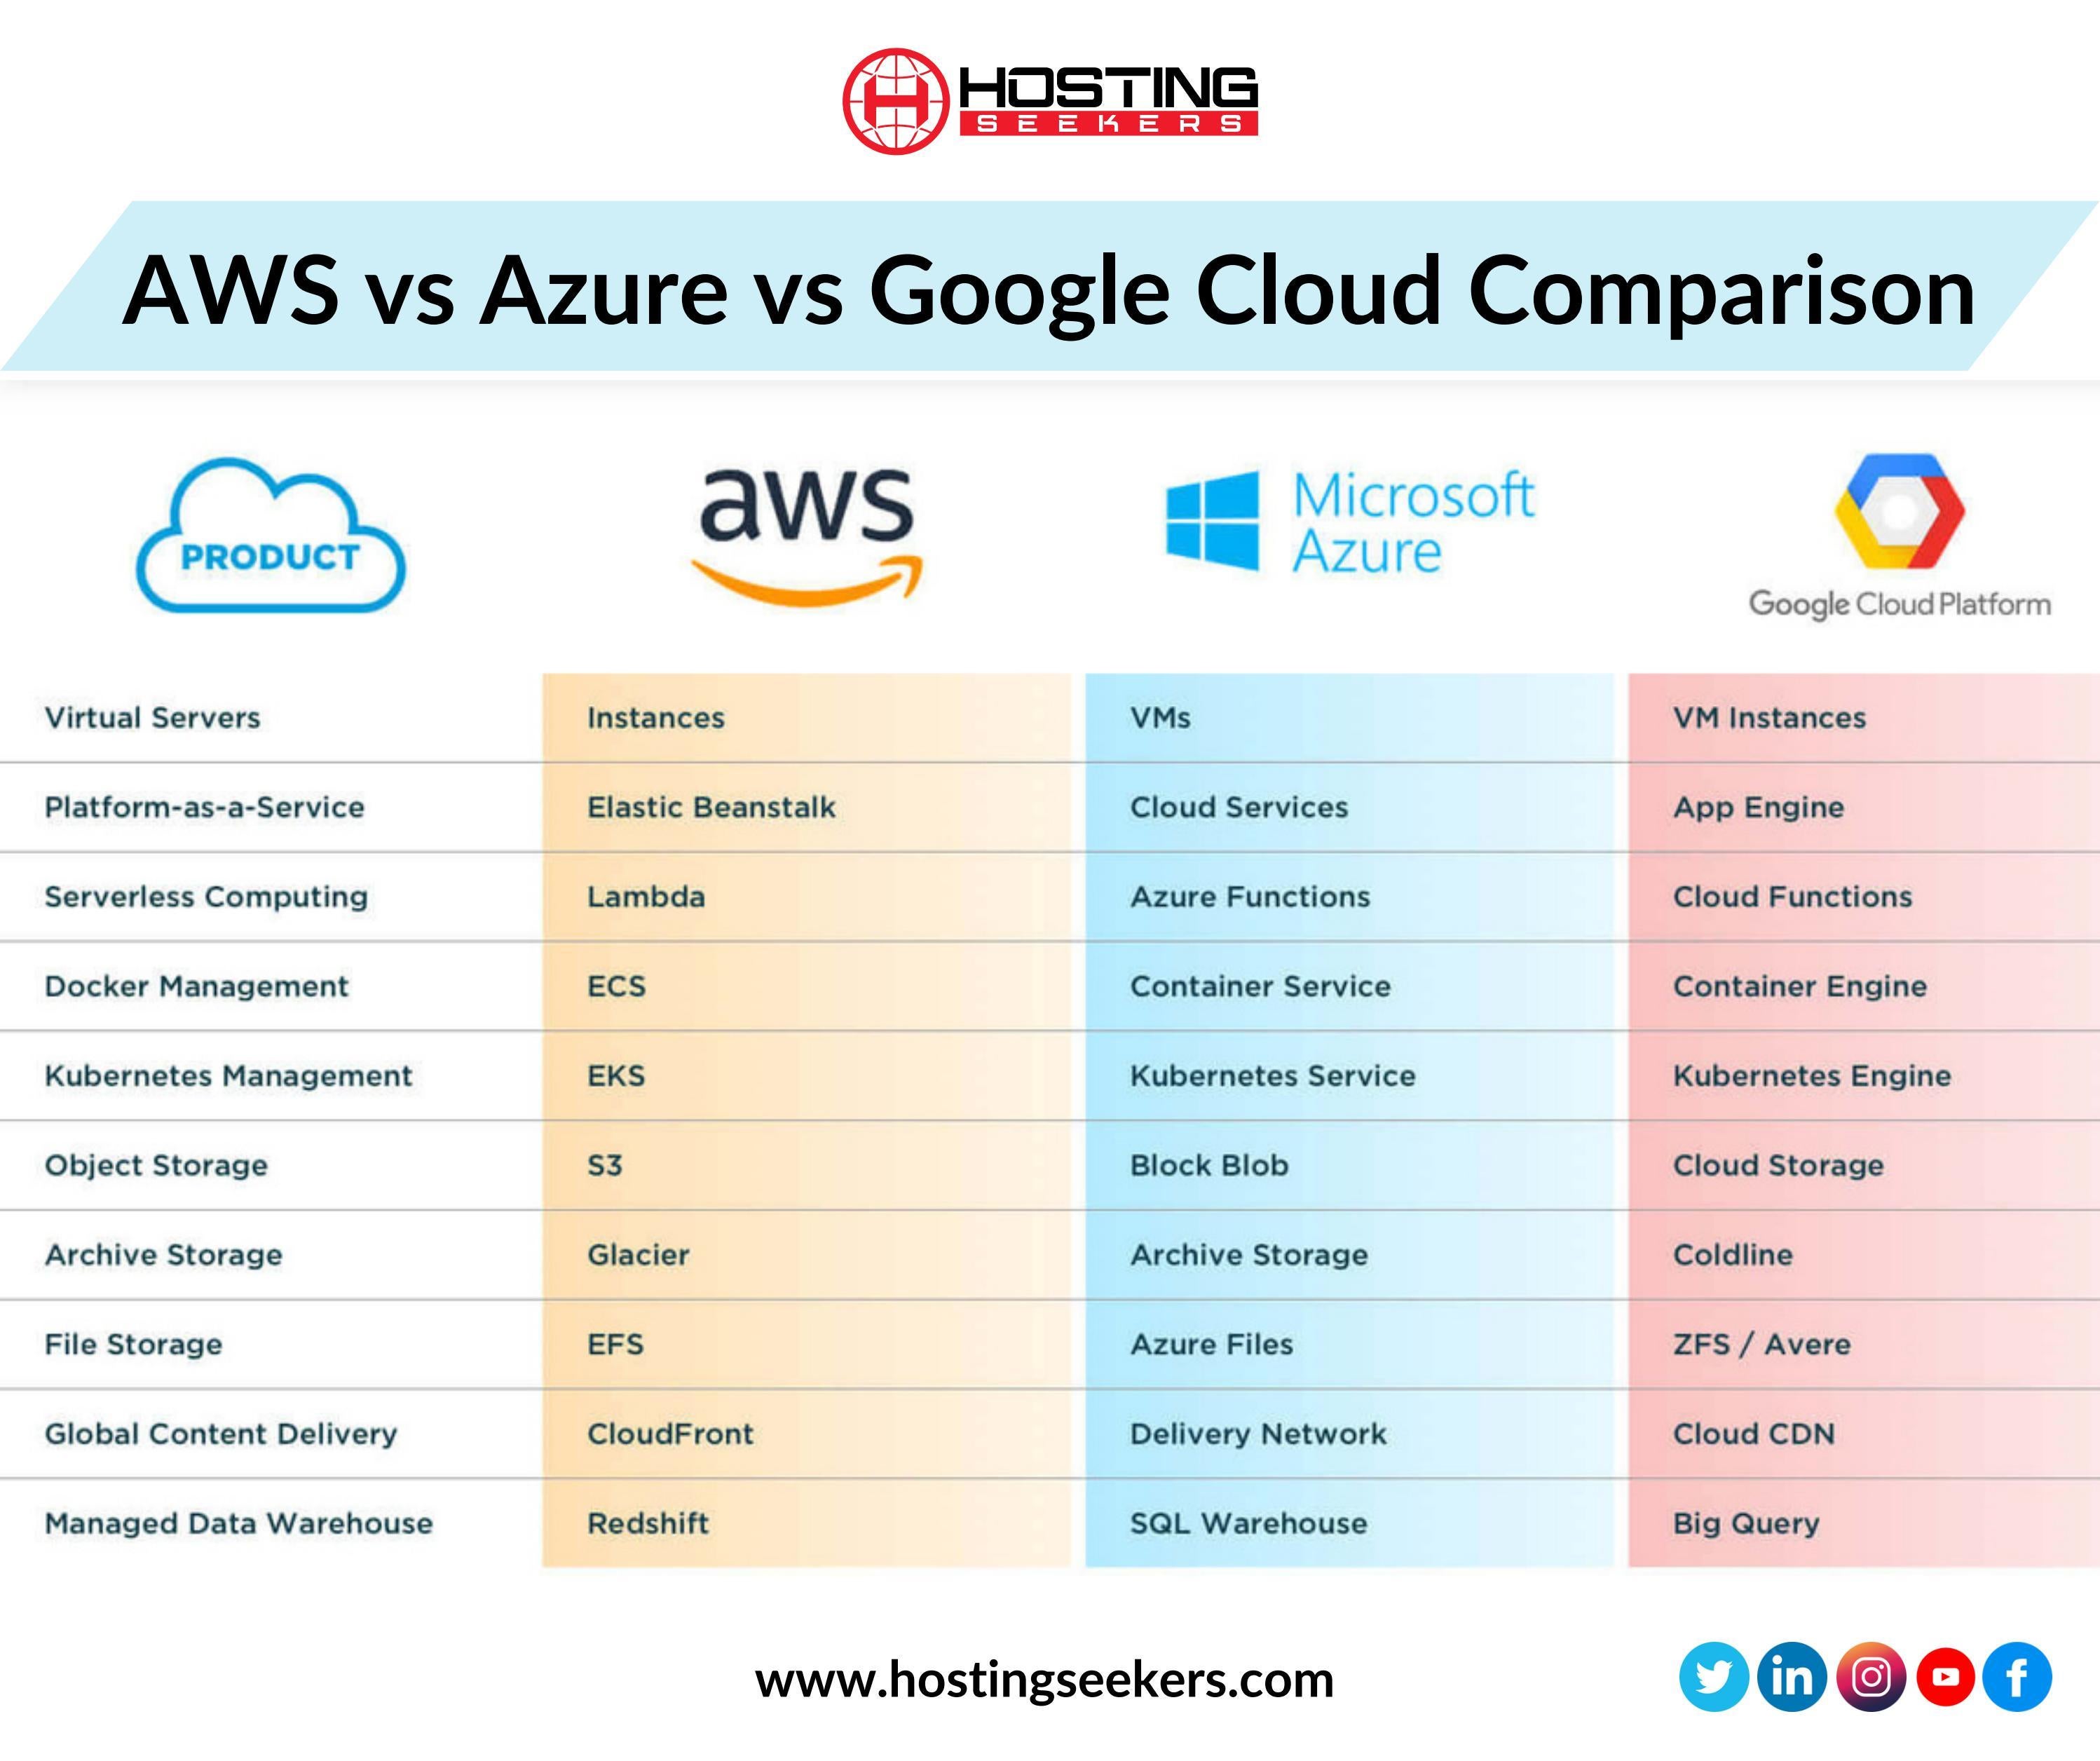 HOSTING
SEEKERS
AWS vs Azure vs Google Cloud Comparison
PRODUCT
aws
Microsoft
Azure
Google Cloud Platform
Virtual Servers Instances VMs VM Instances
Platform-as-a-Service Elastic Beanstalk Cloud Services App Engine
Serverless Computing Lambda Azure Functions Cloud Functions
Docker Management ECS Container Service Container Engine
Kubernetes Management EKS Kubernetes Service Kubernetes Engine
Object Storage S3 Block Blob Cloud Storage
Archive Storage Glacier Archive Storage Coldline
File Storage EFS Azure Files ZFS / Avere
Global Content Delivery CloudFront Delivery Network Cloud CDN
Managed Data Warehouse Redshift SQL Warehouse Big Query
www.hostingseekers.com